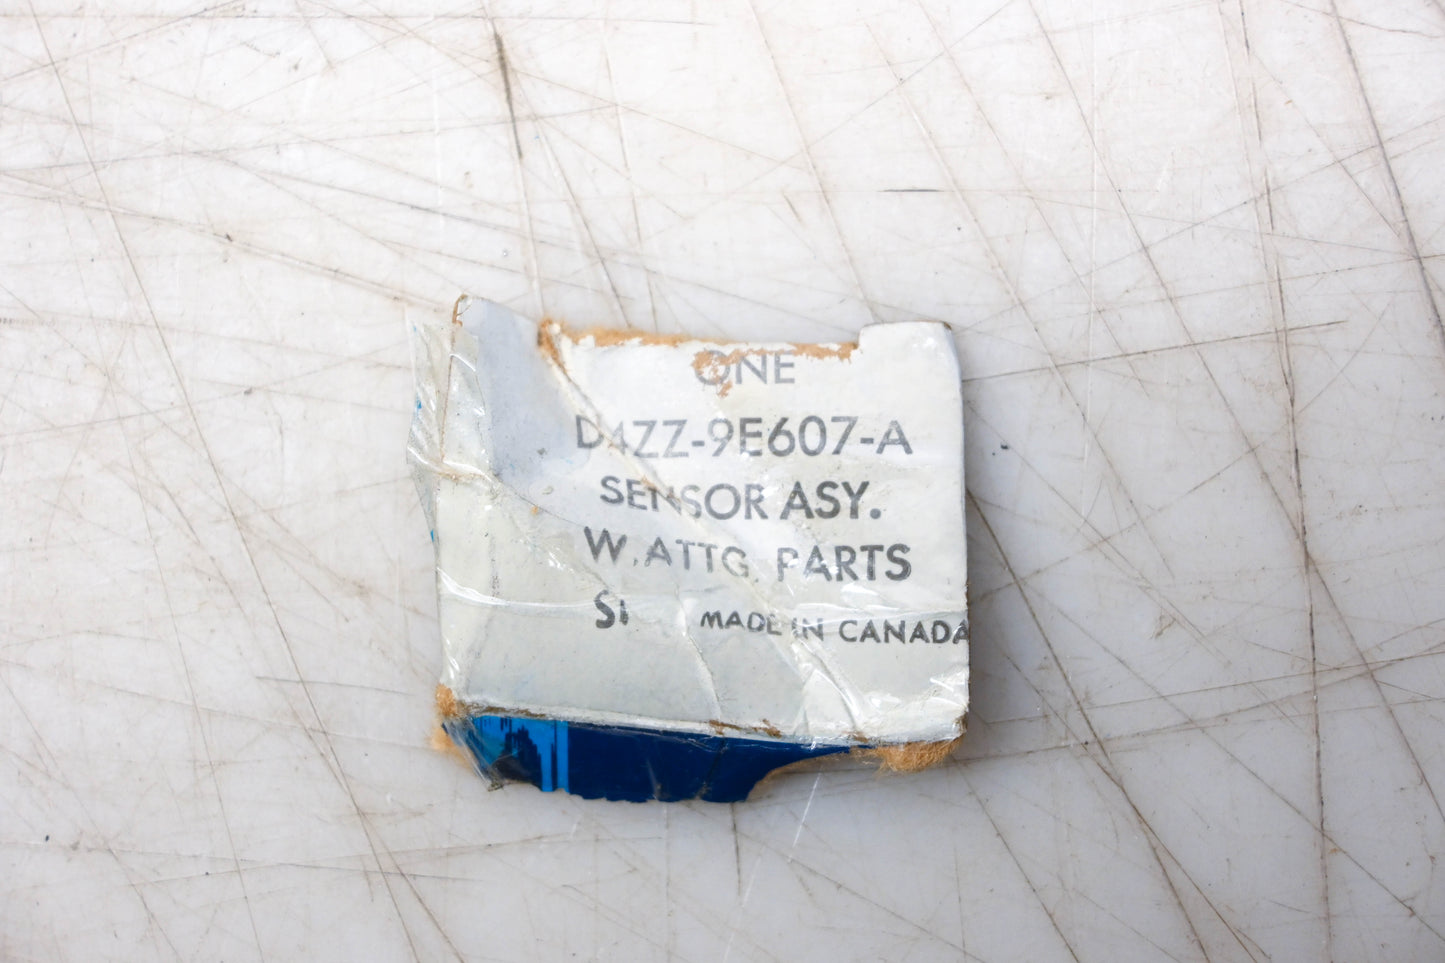 ONE
D4ZZ-9E607-A
SENSOR ASY.
W.ATTG. PARTS
MADE IN CANADA